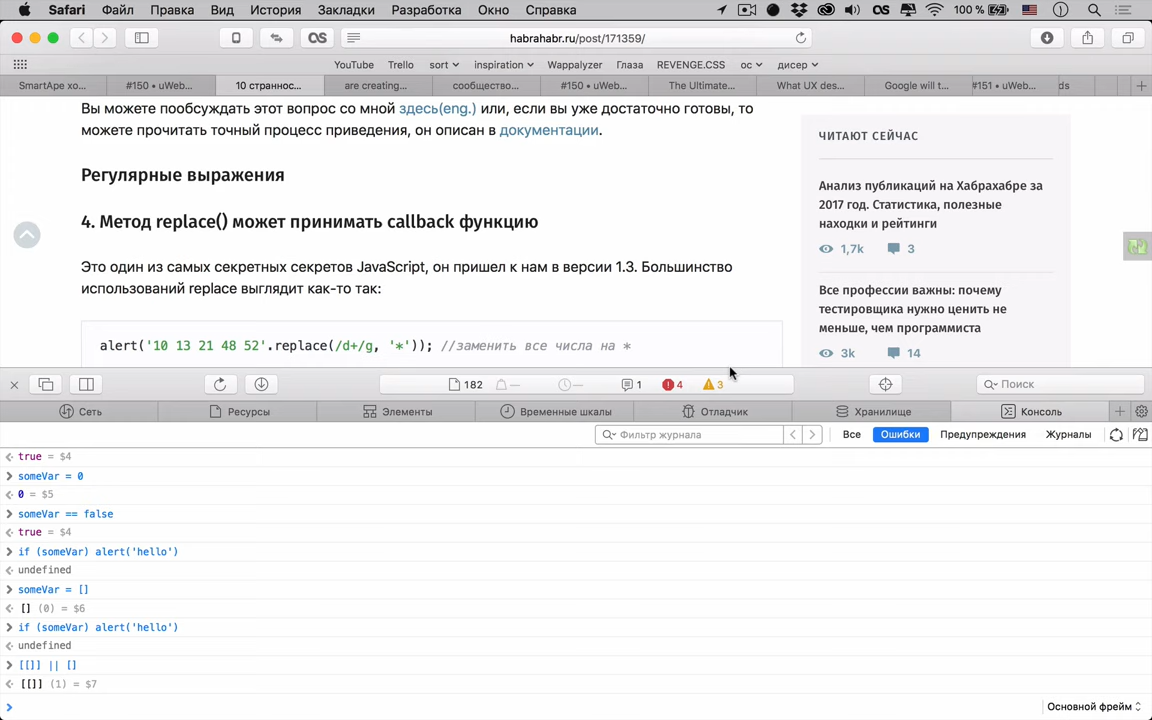 Safari Файл Правка Вид История Закладки Разработка Окно Справка 100 %
habrahabr.ru/post/171359/
YouTube Trello sort inspiration Wappalyzer Глаза REVENGE.CSS ос дисер
SmartApe хо... #150 – uWeb... 10 страннос... are creating... сообщество... #150 – uWeb... The Ultimate... What UX des... Google will t... #151 – uWeb... ds
Вы можете пообсуждать этот вопрос со мной здесь(eng.) или, если вы уже достаточно готовы, то
можете прочитать точный процесс приведения, он описан в документации.
Регулярные выражения
4. Метод replace() может принимать callback функцию
Это один из самых секретных секретов JavaScript, он пришел к нам в версии 1.3. Большинство
использований replace выглядит как-то так:
alert('10 13 21 48 52'.replace(/d+/g, '*')); //заменить все числа на *
ЧИТАЮТ СЕЙЧАС
Анализ публикаций на Хабрахабре за
2017 год. Статистика, полезные
находки и рейтинги
1,7k 3
Все профессии важны: почему
тестировщика нужно ценить не
меньше, чем программиста
3k 14
182 — — 1 4 3 Поиск
Сеть Ресурсы Элементы Временные шкалы Отладчик Хранилище Консоль
Фильтр журнала Все Ошибки Предупреждения Журналы
true = $4
someVar = 0
0 = $5
someVar == false
true = $4
if (someVar) alert('hello')
undefined
someVar = []
[] (0) = $6
if (someVar) alert('hello')
undefined
[[]] || []
[[]] (1) = $7
Основной фрейм